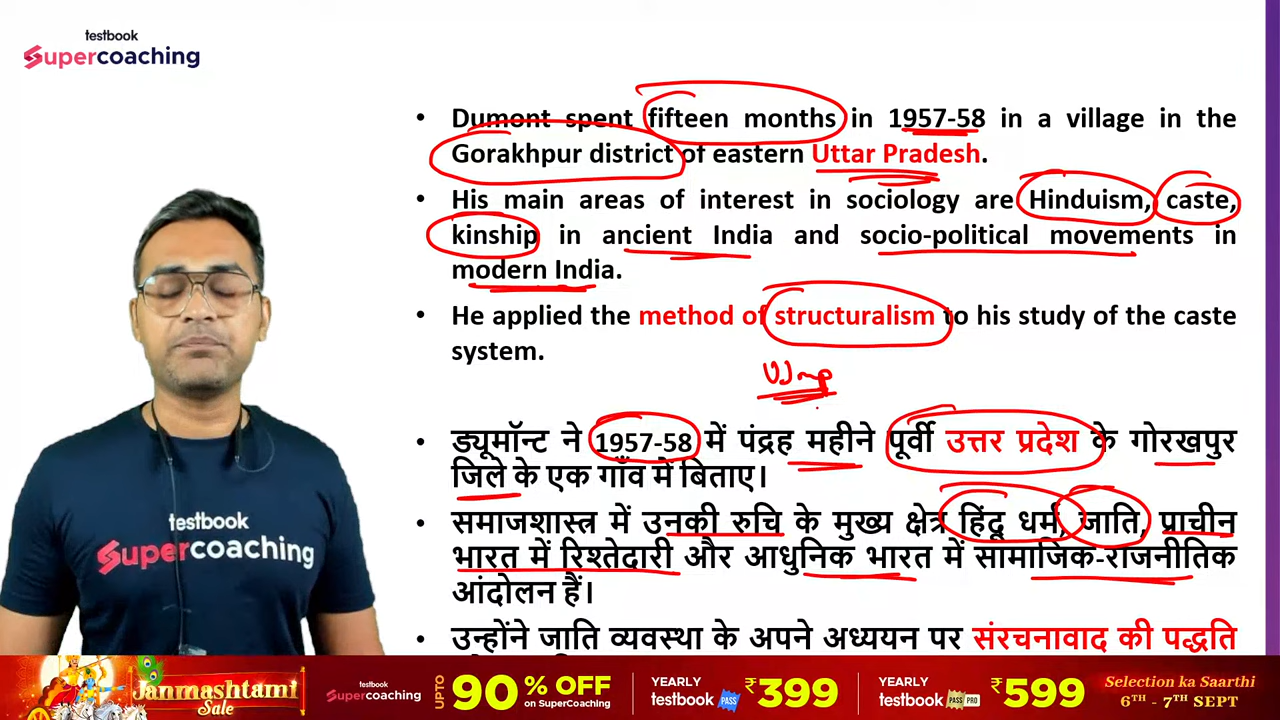 testbook
Supercoaching
• Dumont spent fifteen months in 1957-58 in a village in the
Gorakhpur district of eastern Uttar Pradesh.
• His main areas of interest in sociology are Hinduism, caste,
kinship in ancient India and socio-political movements in
modern India.
• He applied the method of structuralism to his study of the caste
system.
• ड्यूमॉन्ट ने 1957-58 में पंद्रह महीने पूर्वी उत्तर प्रदेश के गोरखपुर
जिले के एक गाँव में बिताए।
• समाजशास्त्र में उनकी रुचि के मुख्य क्षेत्र हिंदू धर्म, जाति, प्राचीन
भारत में रिश्तेदारी और आधुनिक भारत में सामाजिक-राजनीतिक
आंदोलन हैं।
• उन्होंने जाति व्यवस्था के अपने अध्ययन पर संरचनावाद की पद्धति
testbook
Supercoaching
Janmashtami
Sale
testbook
Supercoaching
UPTO 90% OFF
on SuperCoaching
YEARLY
testbook PASS
₹399
YEARLY
testbook PASS PRO
₹599
Selection ka Saarthi
6TH - 7TH SEPT